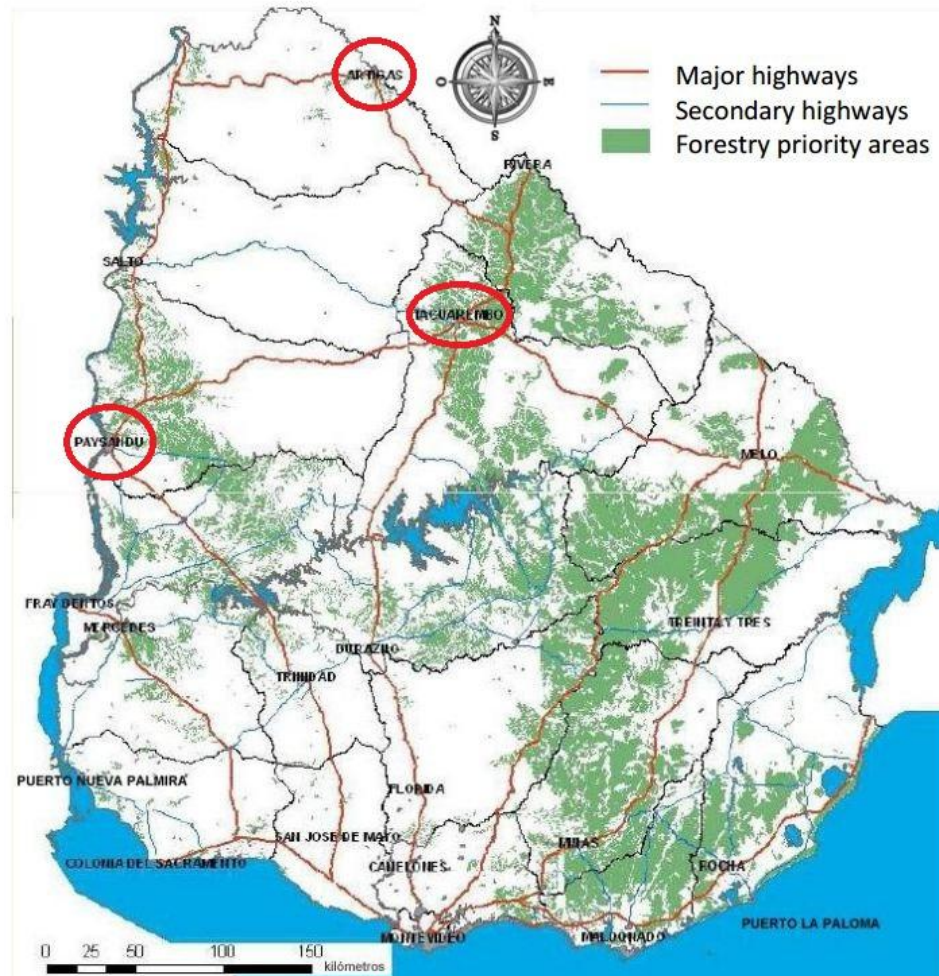 N
O
E
S
Major highways
Secondary highways
Forestry priority areas
ARTIGAS
RIVERA
SALTO
TACUAREMBO
PAYSANDU
MELO
FRAY BENTOS
MERCEDES
TREINTA Y TRES
DURAZNO
TRINIDAD
PUERTO NUEVA PALMIRA
FLORIDA
SAN JOSE DE MAYO
MINAS
COLONIA DEL SACRAMENTO
CANELONES
ROCHA
PUERTO LA PALOMA
MONTEVIDEO
MALDONADO
0 25 50 100 150
kilómetros